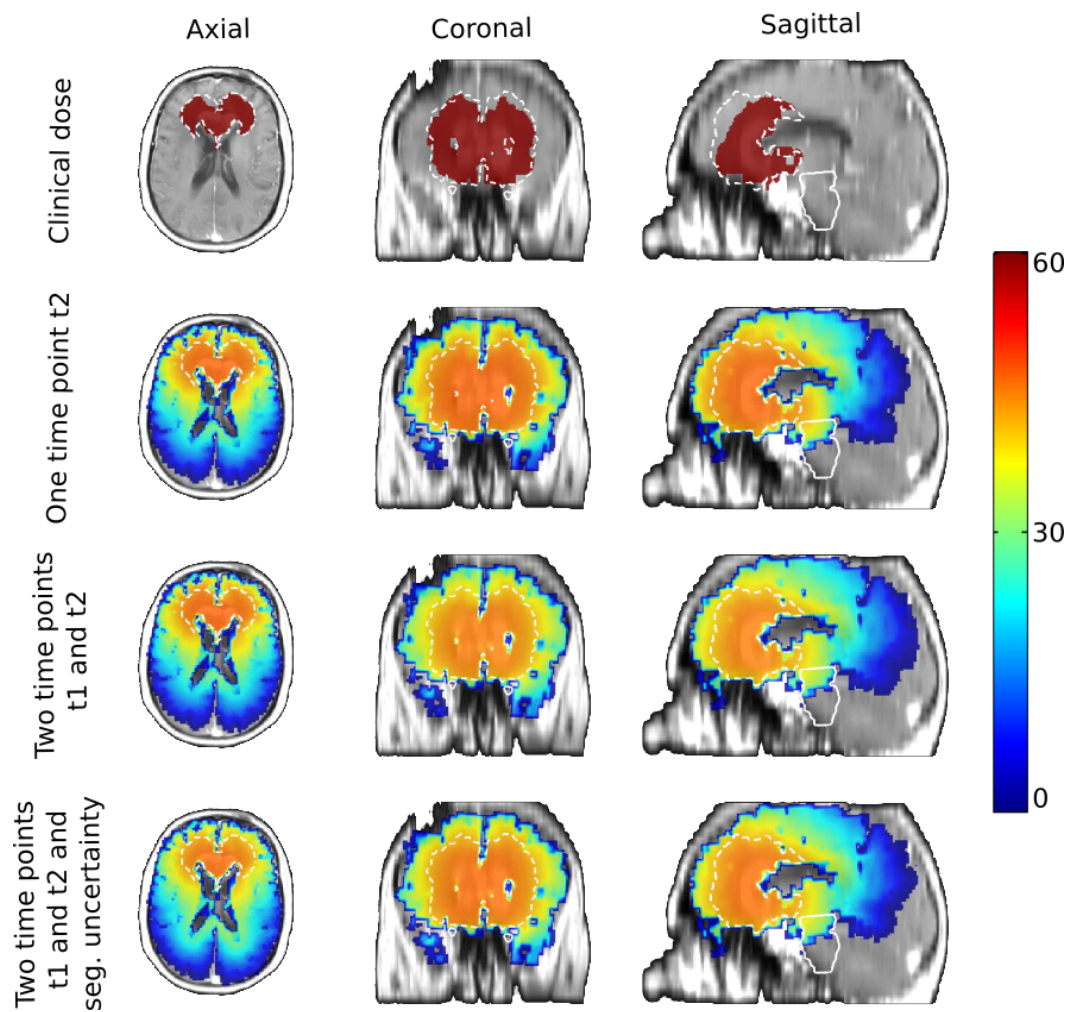 Axial
Coronal
Sagittal
Clinical dose
One time point t2
Two time points
t1 and t2
Two time points
t1 and t2 and
seg. uncertainty
60
30
0